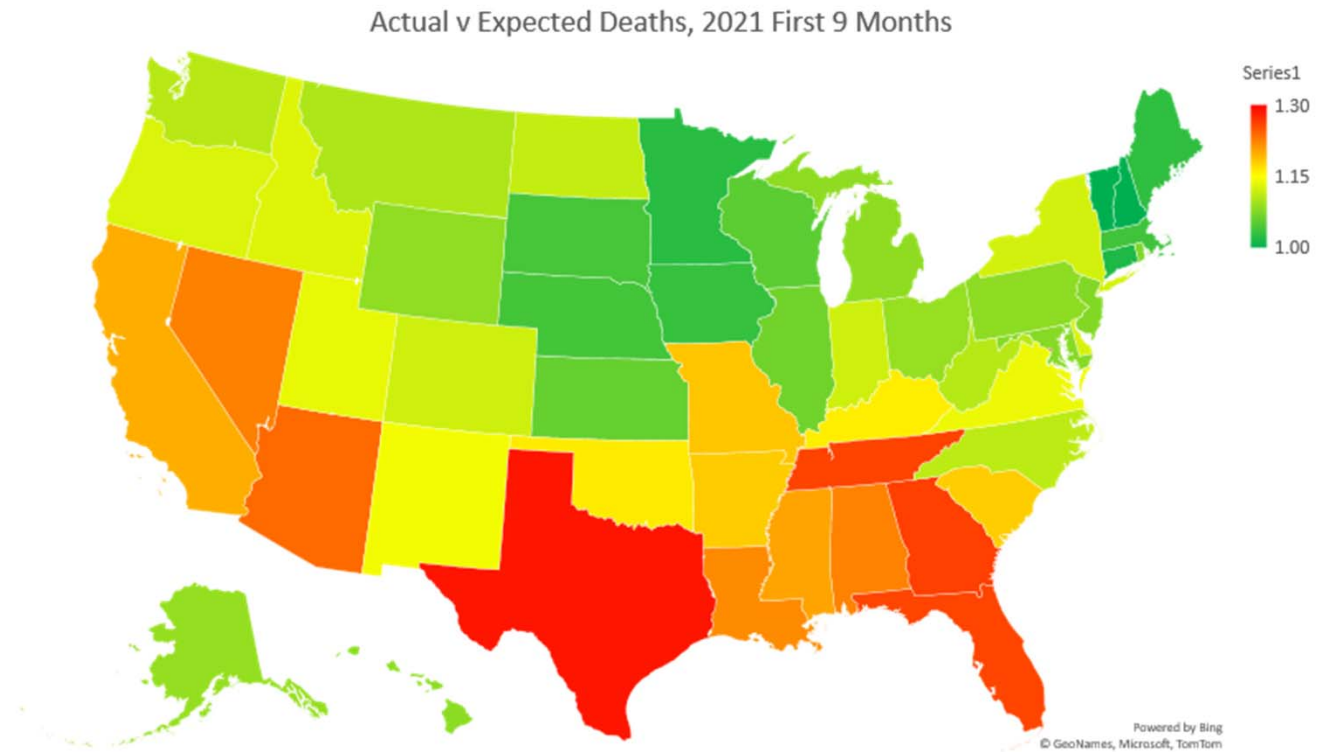 Actual v Expected Deaths, 2021 First 9 Months
Series1
1.30
1.15
1.00
Powered by Bing
© GeoNames, Microsoft, TomTom